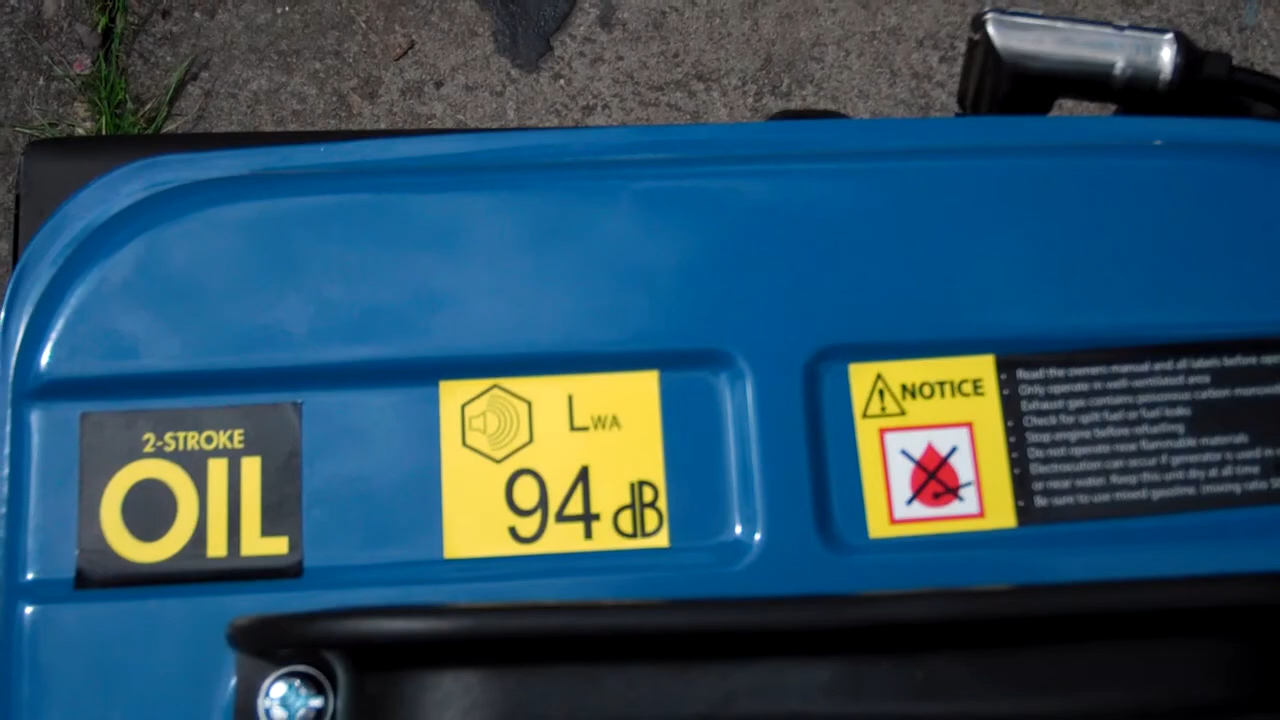 2-STROKE
OIL
LWA
94 dB
NOTICE
• Read the owners manual and all labels before
• Only operate in well-ventilated area
Exhaust gas contains poisonous carbon
• Check for spilt fuel or fuel leaks
• Stop engine before refuelling
• Do not operate near flammable materials
• Electrocution can occur if generator is used in
or near water. Keep this unit dry at all time
• Be sure to use mixed gasoline. (mixing ratio